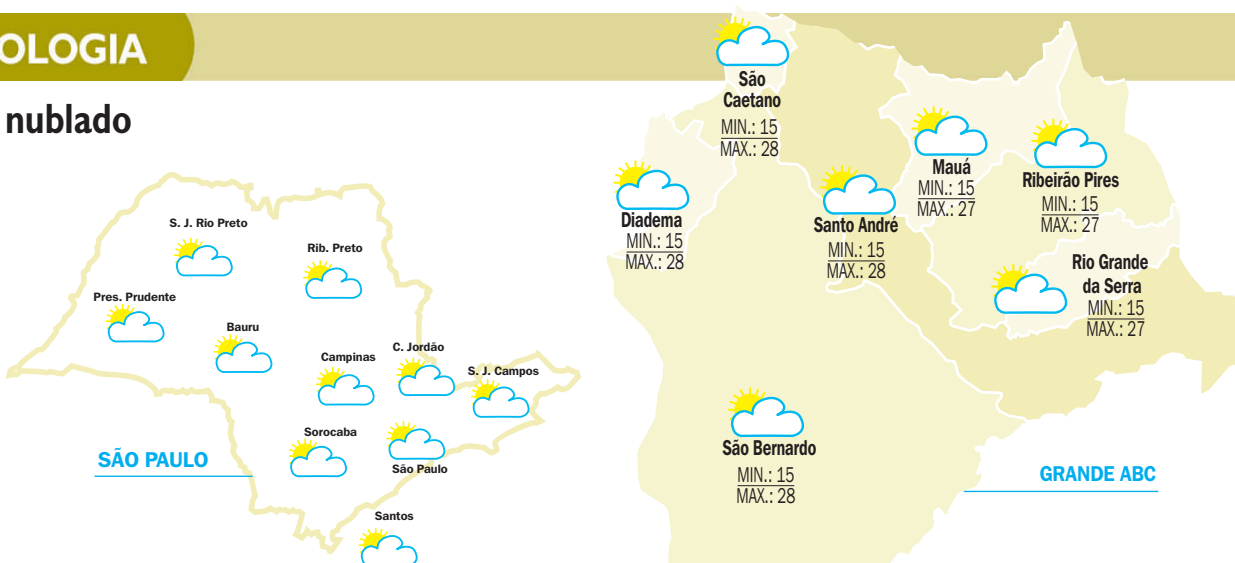 OLOGIA
nublado
S. J. Rio Preto
Rib. Preto
Pres. Prudente
Bauru
Campinas
C. Jordão
S. J. Campos
Sorocaba
São Paulo
SÃO PAULO
Santos
São
Caetano
MIN.: 15
MAX.: 28
Diadema
MIN.: 15
MAX.: 28
Santo André
MIN.: 15
MAX.: 28
Mauá
MIN.: 15
MAX.: 27
Ribeirão Pires
MIN.: 15
MAX.: 27
Rio Grande
da Serra
MIN.: 15
MAX.: 27
São Bernardo
MIN.: 15
MAX.: 28
GRANDE ABC